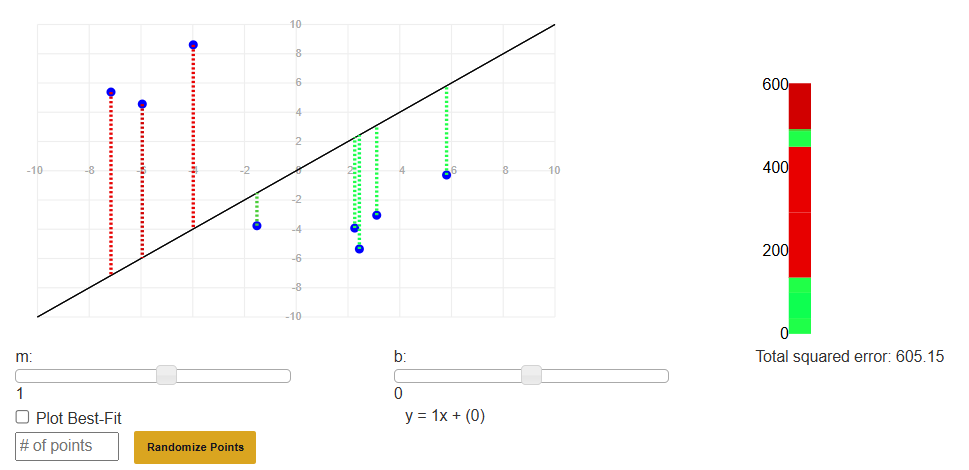 10
8
6
4
2
-10 -8 -6 -4 -2 0 2 4 6 8 10
-2
-4
-6
-8
-10
600
400
200
0
Total squared error: 605.15
m:
1
b:
0
y = 1x + (0)
Plot Best-Fit
# of points
Randomize Points